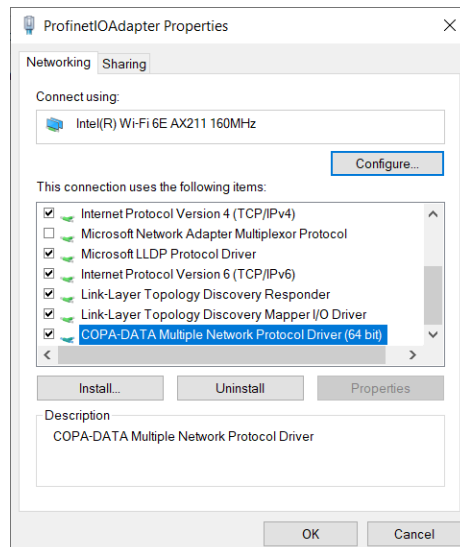 ProfinetIOAdapter Properties
Networking Sharing
Connect using:
Intel(R) Wi-Fi 6E AX211 160MHz
Configure...
This connection uses the following items:
Internet Protocol Version 4 (TCP/IPv4)
Microsoft Network Adapter Multiplexor Protocol
Microsoft LLDP Protocol Driver
Internet Protocol Version 6 (TCP/IPv6)
Link-Layer Topology Discovery Responder
Link-Layer Topology Discovery Mapper I/O Driver
COPA-DATA Multiple Network Protocol Driver (64 bit)
Install... Uninstall Properties
Description
COPA-DATA Multiple Network Protocol Driver
OK Cancel